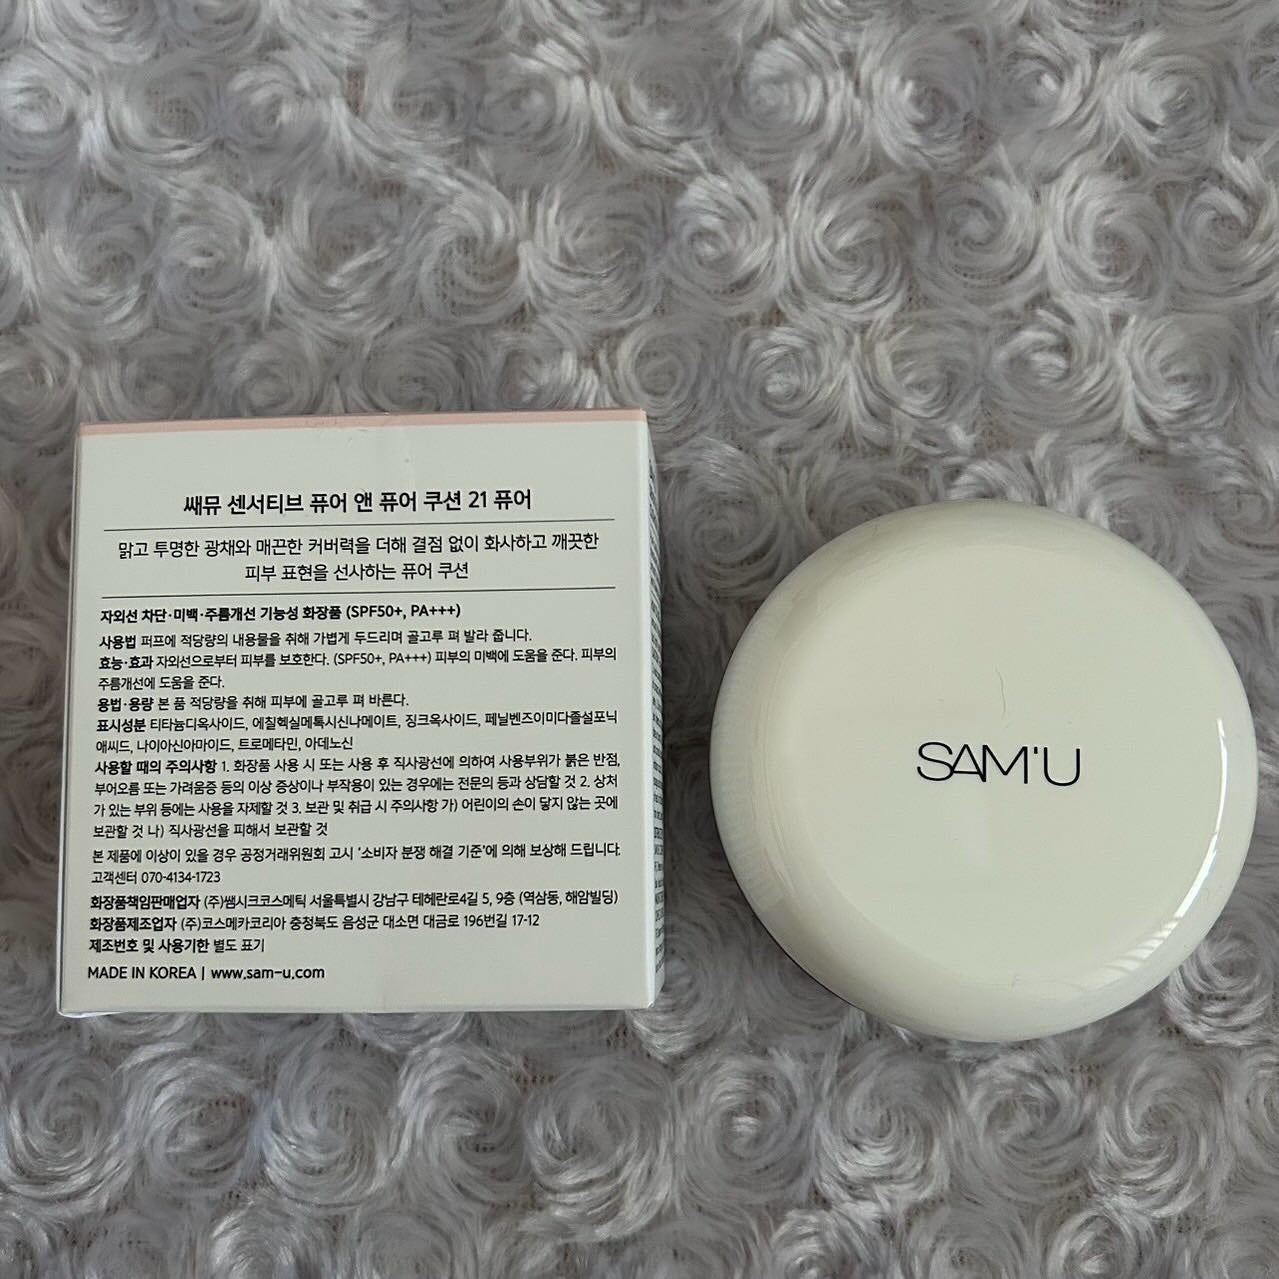 쌔뮤 센서티브 퓨어 앤 퓨어 쿠션 21 퓨어
맑고 투명한 광채와 매끈한 커버력을 더해 결점 없이 화사하고 깨끗한
피부 표현을 선사하는 퓨어 쿠션
자외선 차단·미백·주름개선 기능성 화장품 (SPF50+, PA+++)
사용법 퍼프에 적당량의 내용물을 취해 가볍게 두드리며 골고루 펴 발라 줍니다.
효능·효과 자외선으로부터 피부를 보호한다. (SPF50+, PA+++) 피부의 미백에 도움을 준다. 피부의
주름개선에 도움을 준다.
용법·용량 본 품 적당량을 취해 피부에 골고루 펴 바른다.
표시성분 티타늄디옥사이드, 에칠헥실메톡시신나메이트, 징크옥사이드, 페닐벤즈이미다졸설포닉
애씨드, 나이아신아마이드, 트로메타민, 아데노신
사용할 때의 주의사항 1. 화장품 사용 시 또는 사용 후 직사광선에 의하여 사용부위가 붉은 반점,
부어오름 또는 가려움증 등의 이상 증상이나 부작용이 있는 경우에는 전문의 등과 상담할 것 2. 상처
가 있는 부위 등에는 사용을 자제할 것 3. 보관 및 취급 시 주의사항 가) 어린이의 손이 닿지 않는 곳에
보관할 것 나) 직사광선을 피해서 보관할 것
본 제품에 이상이 있을 경우 공정거래위원회 고시 '소비자 분쟁 해결 기준'에 의해 보상해 드립니다.
고객센터 070-4134-1723
화장품책임판매업자 (주)쌤시크코스메틱 서울특별시 강남구 테헤란로4길 5, 9층 (역삼동, 해암빌딩)
화장품제조업자 (주)코스메카코리아 충청북도 음성군 대소면 대금로 196번길 17-12
제조번호 및 사용기한 별도 표기
MADE IN KOREA | www.sam-u.com
SAM'U